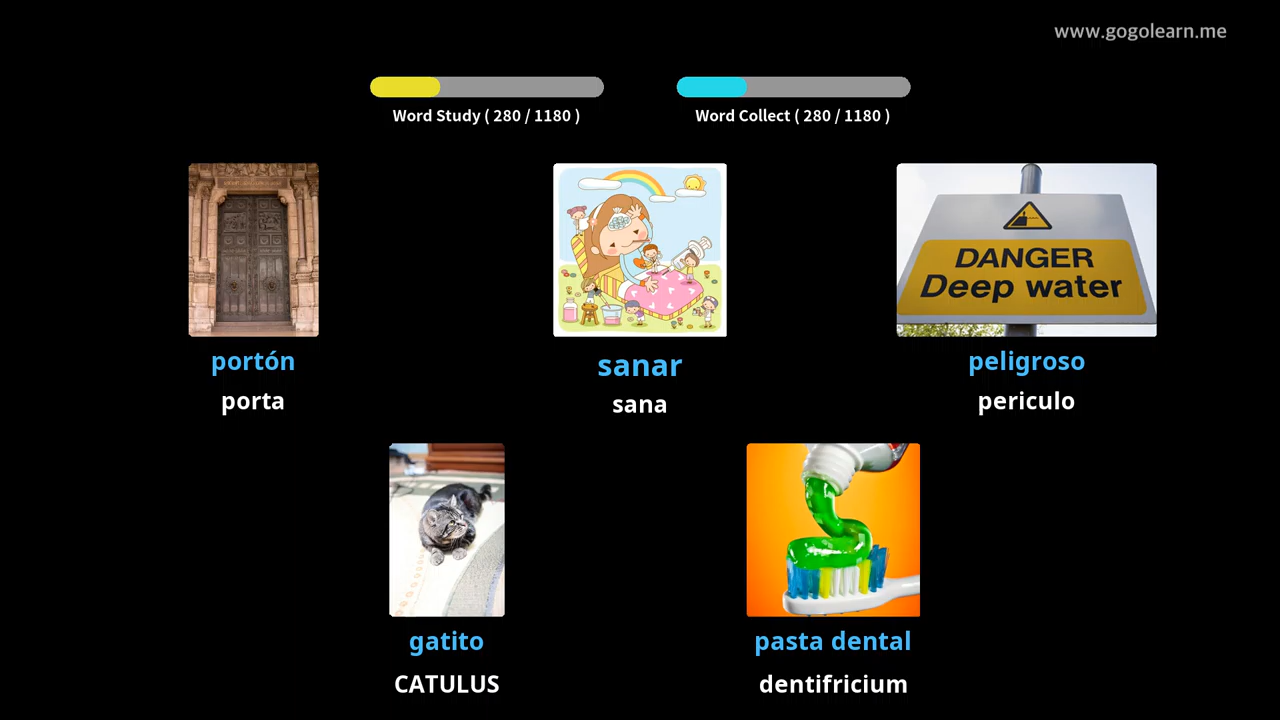 www.gogolearn.me
Word Study ( 280 / 1180 )
Word Collect ( 280 / 1180 )
DANGER
Deep water
portón
sanar
peligroso
porta
sana
periculo
gatito
pasta dental
CATULUS
dentifricium